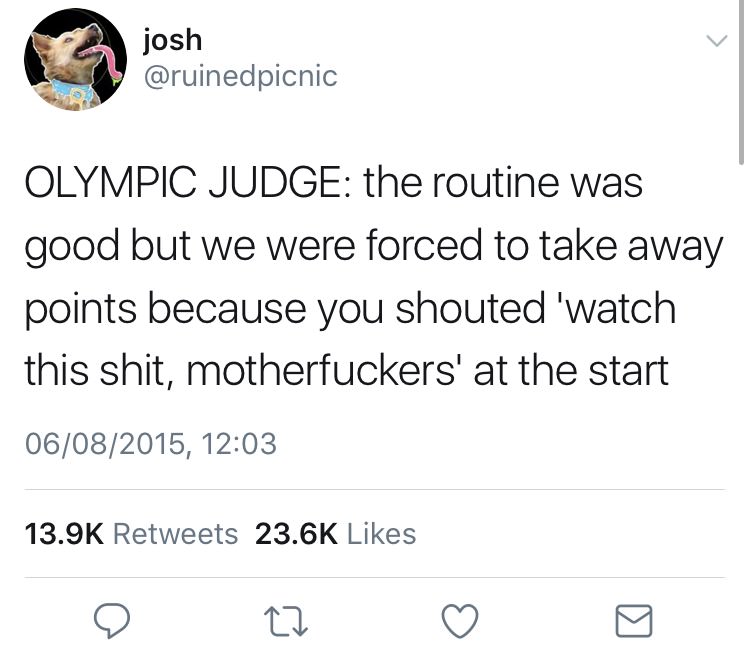 josh
@ruinedpicnic
OLYMPIC JUDGE: the routine was
good but we were forced to take away
points because you shouted 'watch
this shit, motherfuckers' at the start
06/08/2015, 12:03
13.9K Retweets 23.6K Likes